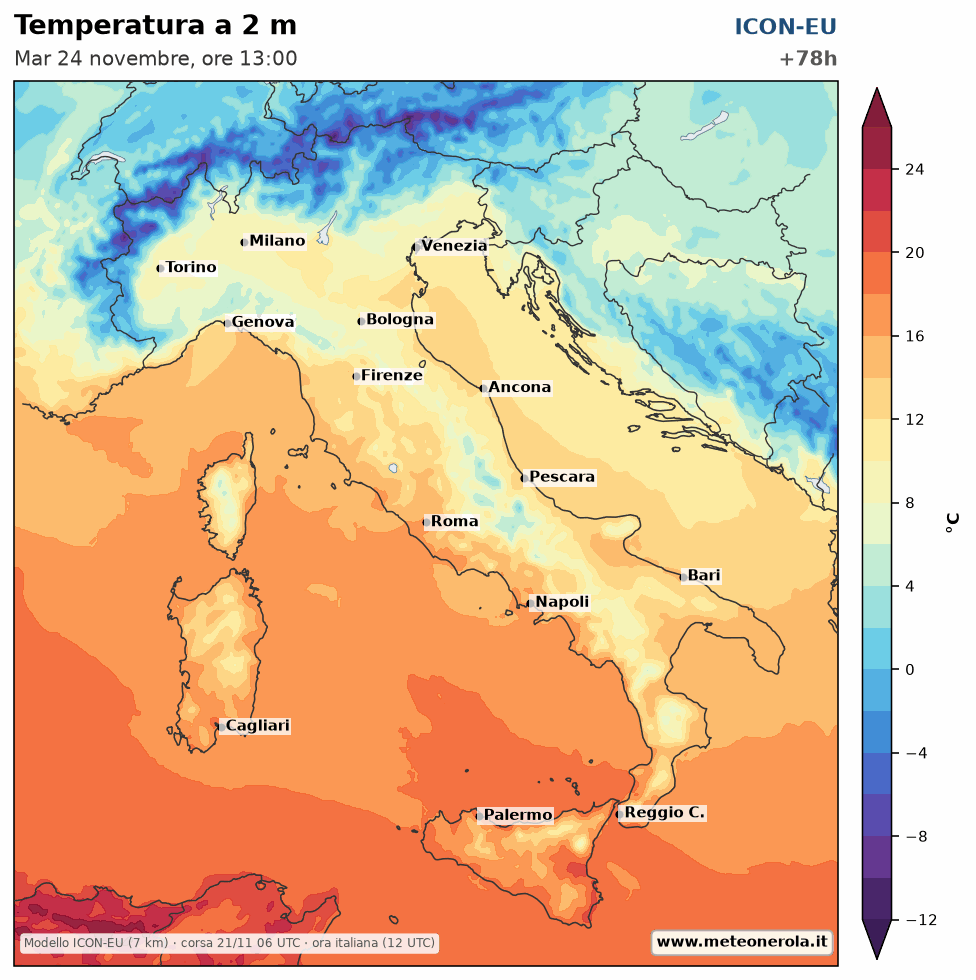 Temperatura a 2 m
ICON-EU
Mar 24 novembre, ore 13:00
+78h
24
20
16
12
8
4
0
−4
−8
−12
°C
Milano
Venezia
Torino
Genova
Bologna
Firenze
Ancona
Pescara
Roma
Bari
Napoli
Cagliari
Palermo
Reggio C.
Modello ICON-EU (7 km) · corsa 21/11 06 UTC · ora italiana (12 UTC)
www.meteonerola.it